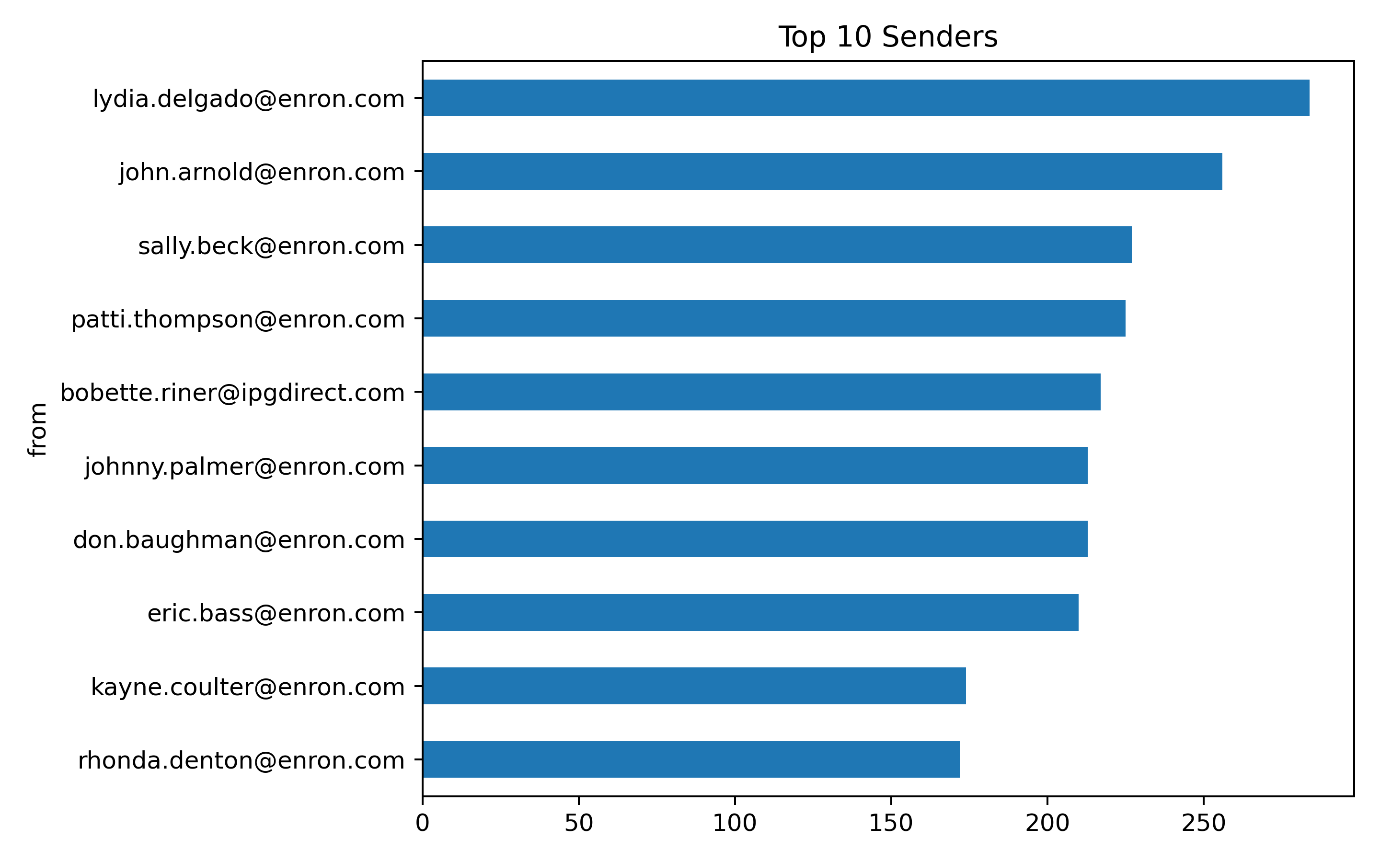 Top 10 Senders
lydia.delgado@enron.com
john.arnold@enron.com
sally.beck@enron.com
patti.thompson@enron.com
bobette.riner@ipgdirect.com
johnny.palmer@enron.com
don.baughman@enron.com
eric.bass@enron.com
kayne.coulter@enron.com
rhonda.denton@enron.com
from
0 50 100 150 200 250